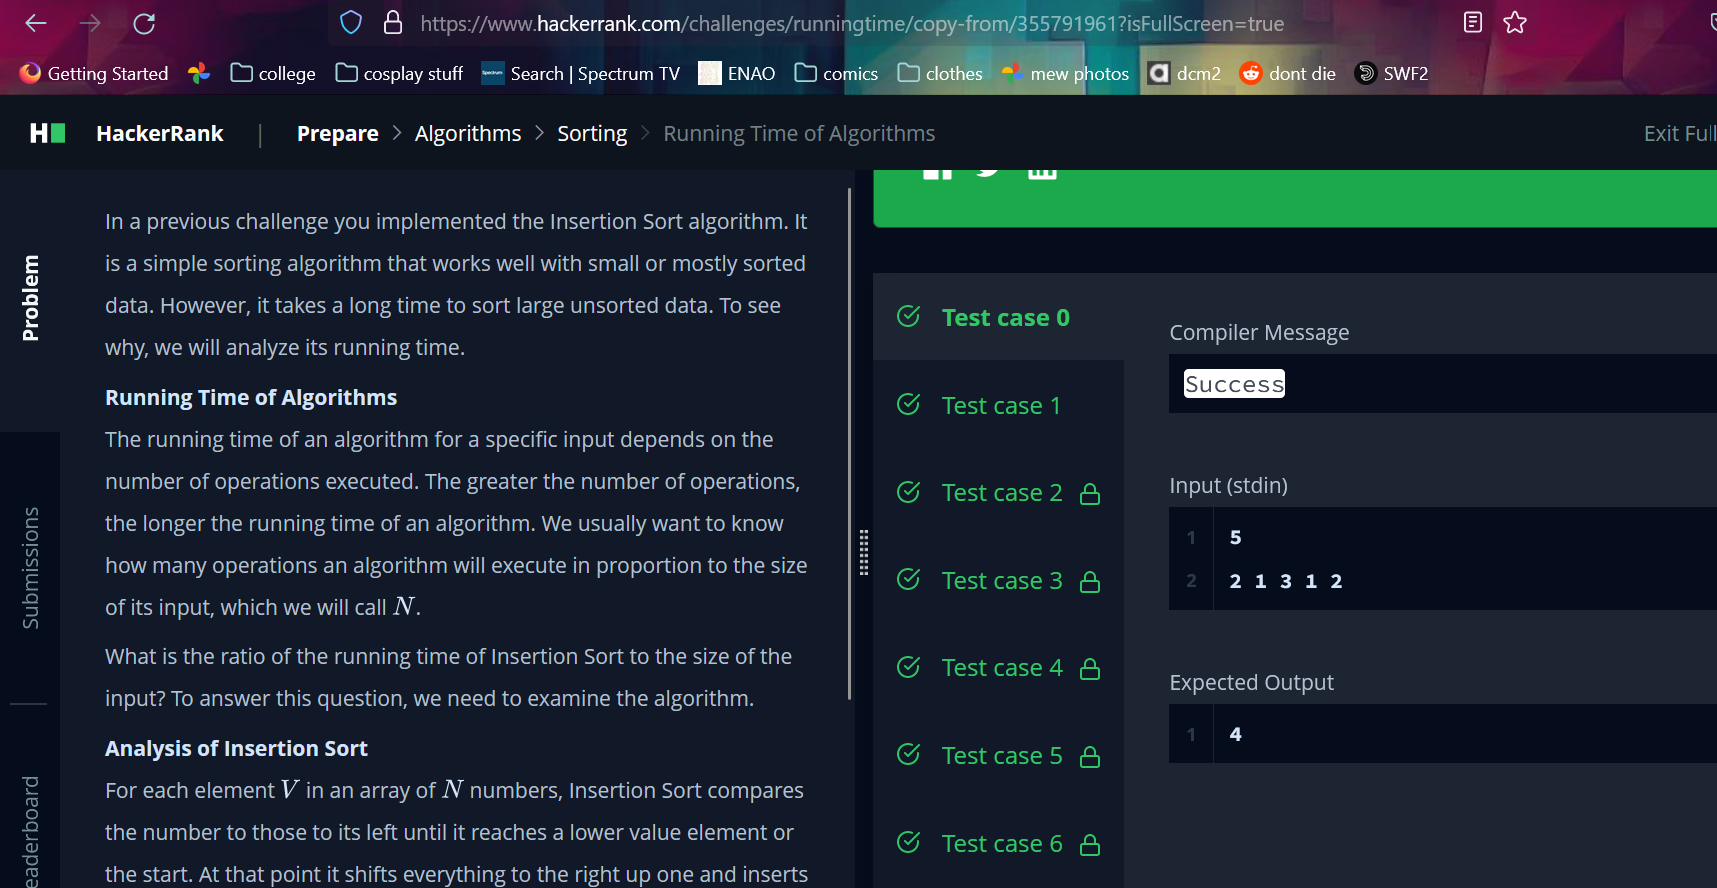 https://www.hackerrank.com/challenges/runningtime/copy-from/355791961?isFullScreen=true
Getting Started college cosplay stuff Spectrum Search | Spectrum TV ENAO comics clothes mew photos dcm2 dont die SWF2
H HackerRank | Prepare > Algorithms > Sorting > Running Time of Algorithms
Exit Full
Problem
Submissions
eaderboard
In a previous challenge you implemented the Insertion Sort algorithm. It
is a simple sorting algorithm that works well with small or mostly sorted
data. However, it takes a long time to sort large unsorted data. To see
why, we will analyze its running time.
Running Time of Algorithms
The running time of an algorithm for a specific input depends on the
number of operations executed. The greater the number of operations,
the longer the running time of an algorithm. We usually want to know
how many operations an algorithm will execute in proportion to the size
of its input, which we will call N.
What is the ratio of the running time of Insertion Sort to the size of the
input? To answer this question, we need to examine the algorithm.
Analysis of Insertion Sort
For each element V in an array of N numbers, Insertion Sort compares
the number to those to its left until it reaches a lower value element or
the start. At that point it shifts everything to the right up one and inserts
Test case 0
Test case 1
Test case 2
Test case 3
Test case 4
Test case 5
Test case 6
Compiler Message
Success
Input (stdin)
1 5
2 2 1 3 1 2
Expected Output
1 4